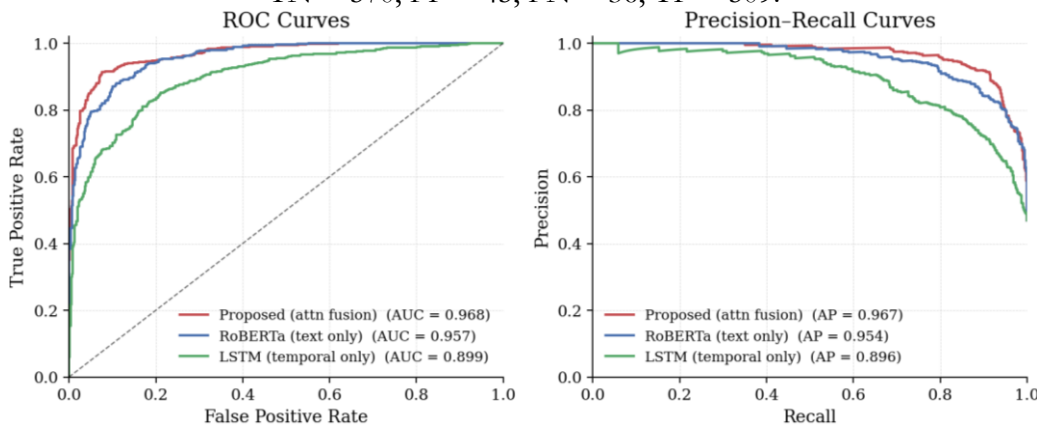 ROC Curves
1.0
0.8
0.6
0.4
0.2
0.0
True Positive Rate
Proposed (attn fusion) (AUC = 0.968)
RoBERTa (text only) (AUC = 0.957)
LSTM (temporal only) (AUC = 0.899)
0.0 0.2 0.4 0.6 0.8 1.0
False Positive Rate
Precision–Recall Curves
1.0
0.8
0.6
0.4
0.2
0.0
Precision
Proposed (attn fusion) (AP = 0.967)
RoBERTa (text only) (AP = 0.954)
LSTM (temporal only) (AP = 0.896)
0.0 0.2 0.4 0.6 0.8 1.0
Recall